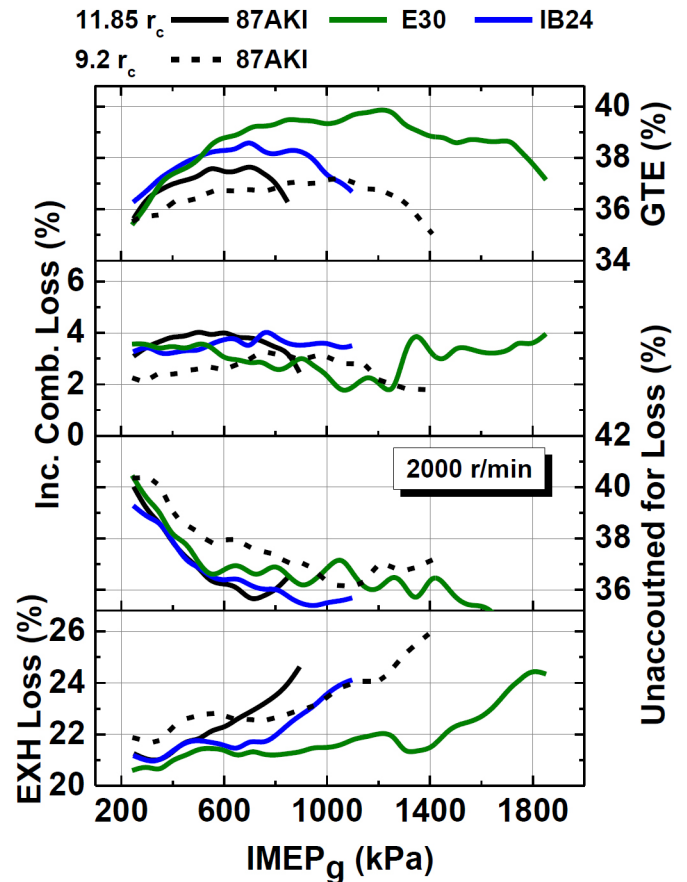 11.85 r_c 87AKI E30 IB24
9.2 r_c 87AKI
40
38
36
34
GTE (%)
6
4
2
0
Inc. Comb. Loss (%)
2000 r/min
42
40
38
36
Unaccoutned for Loss (%)
26
24
22
20
EXH Loss (%)
200 600 1000 1400 1800
IMEP_g (kPa)